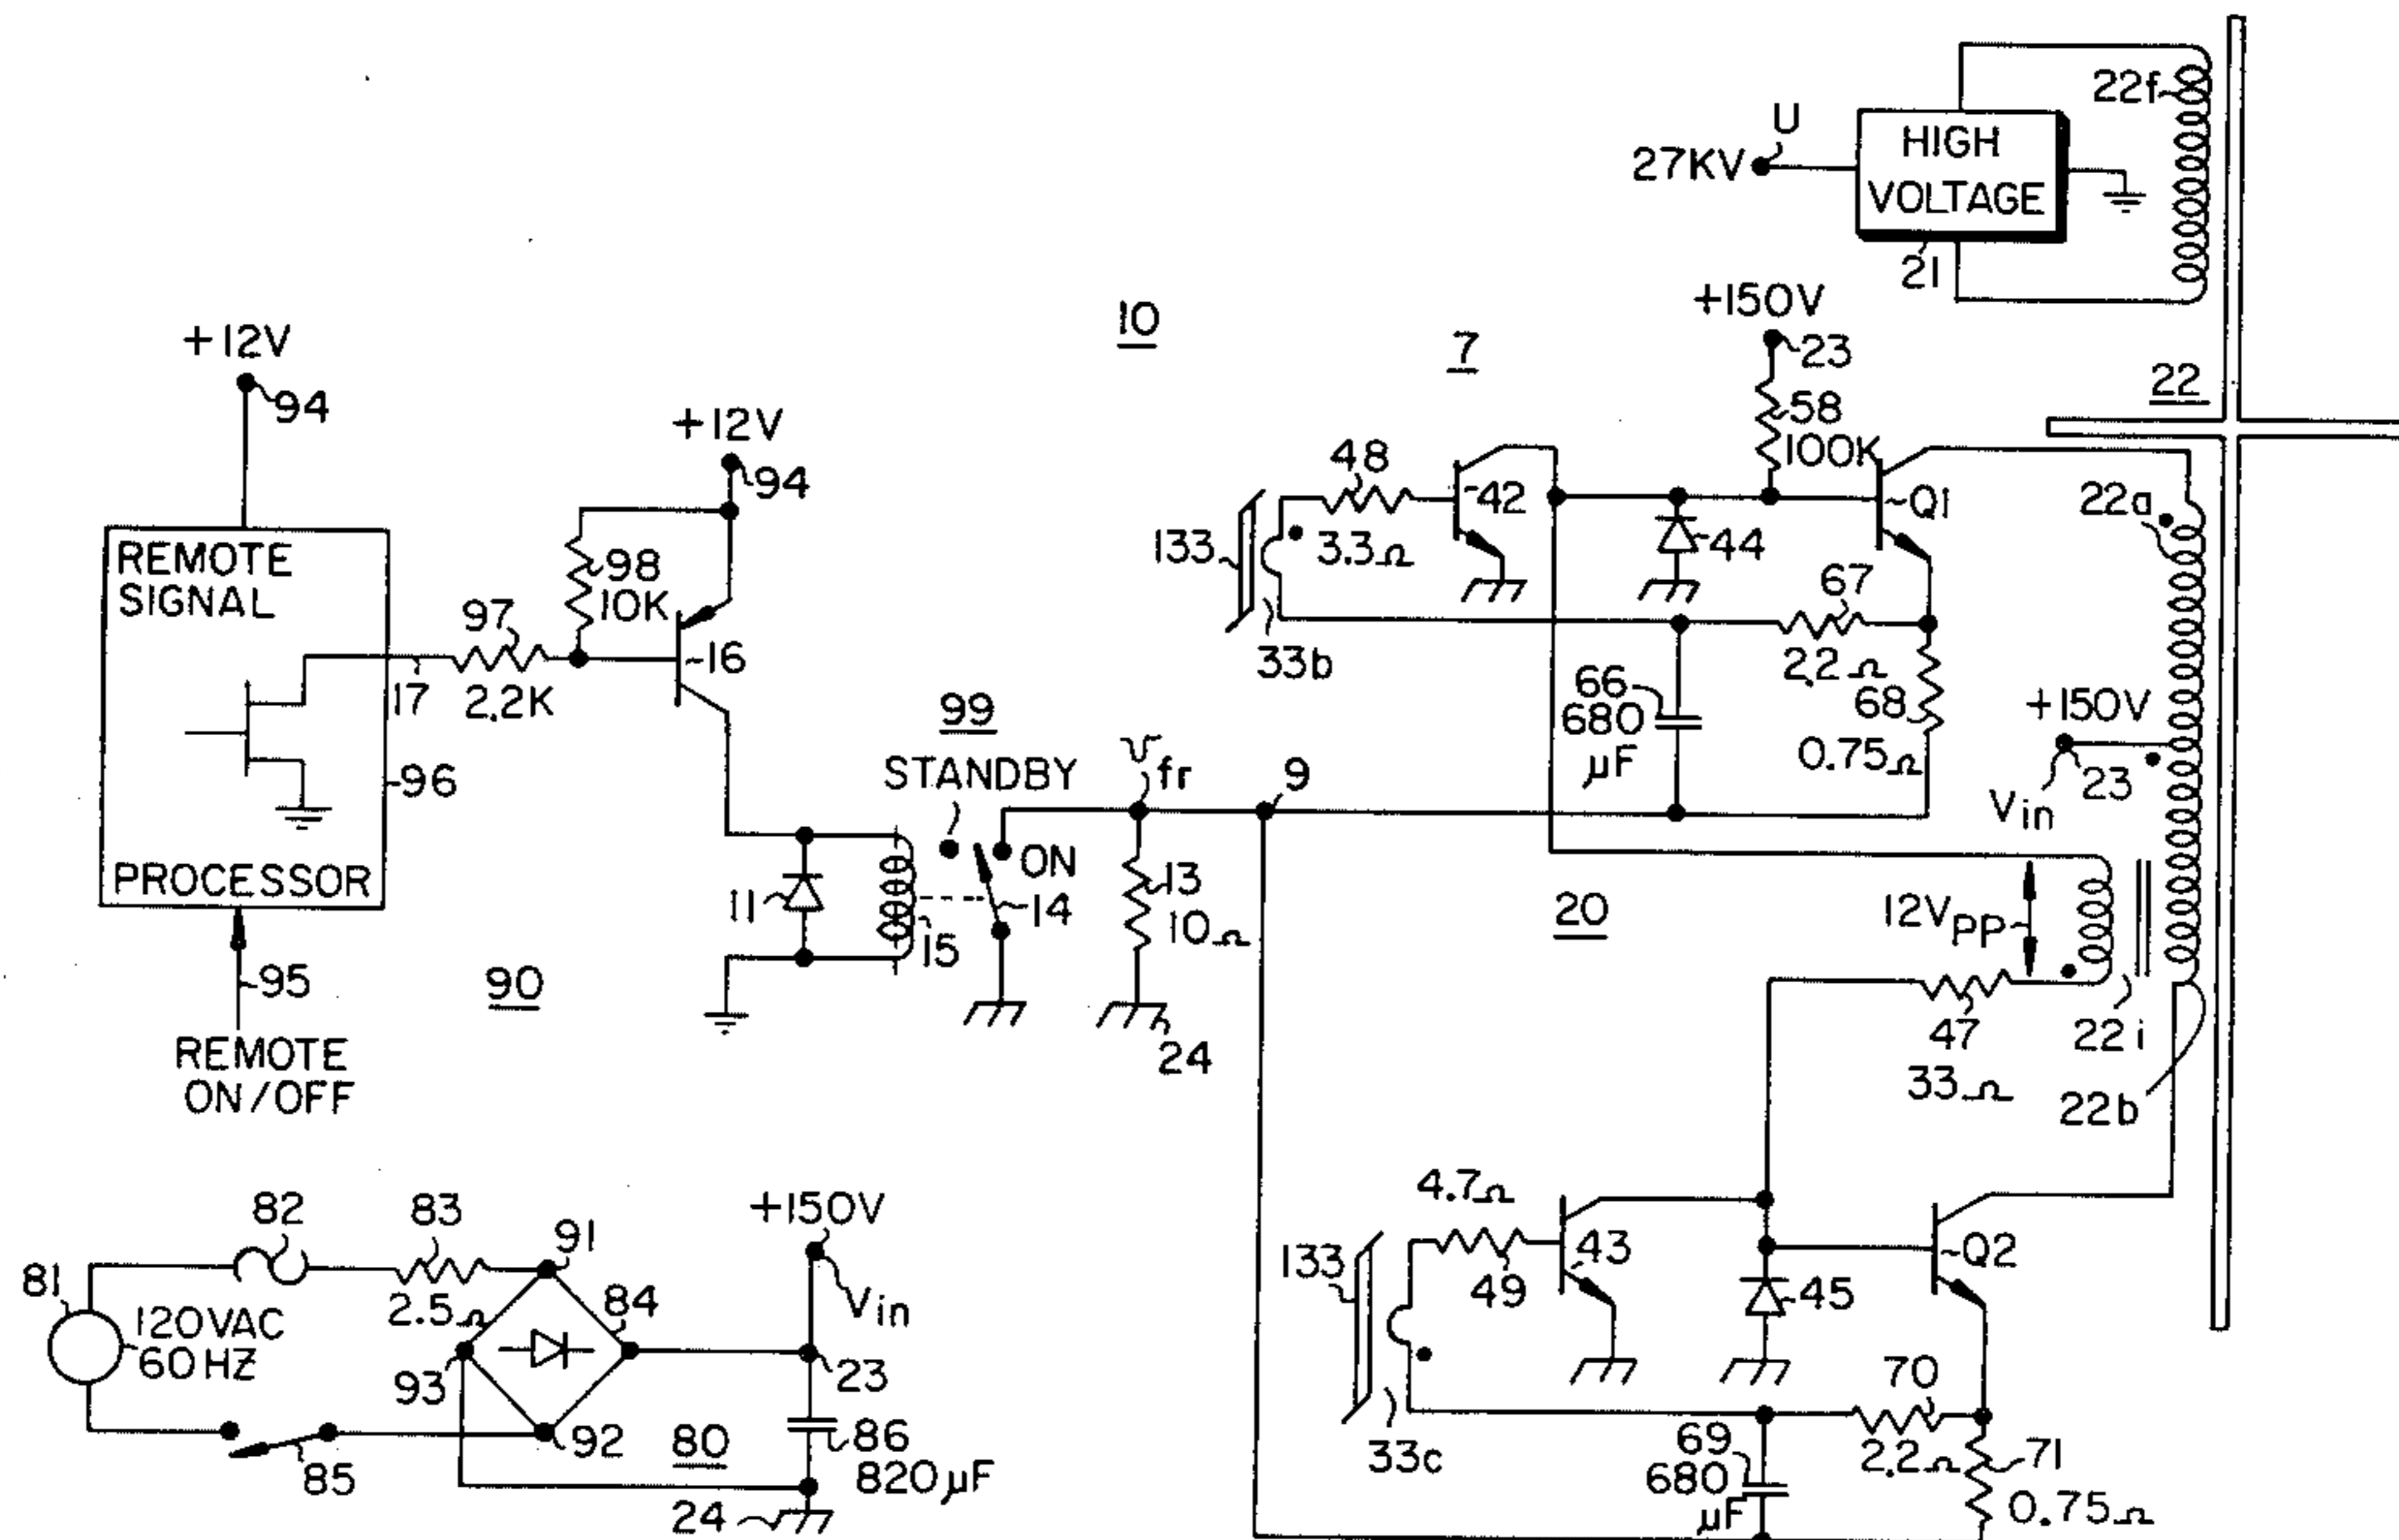 22f
U
27KV
HIGH
VOLTAGE
21
+150V
23
10
7
22
+12V
94
+12V
94
58
100K
48
42
Q1
22a
133
3.3Ω
44
67
REMOTE
SIGNAL
98
10K
97
16
17
2.2K
33b
66
680
µF
2.2Ω
68
0.75Ω
+150V
23
Vin
96
99
STANDBY
fr
9
ON
PROCESSOR
11
15
14
13
10Ω
20
12VPP
95
90
REMOTE
ON/OFF
24
47
33Ω
22i
22b
82
83
91
+150V
4.7Ω
81
120VAC
60HZ
2.5Ω
84
Vin
133
49
43
45
Q2
93
23
70
92
80
86
820µF
85
24
33c
69
680
µF
2.2Ω
71
0.75Ω